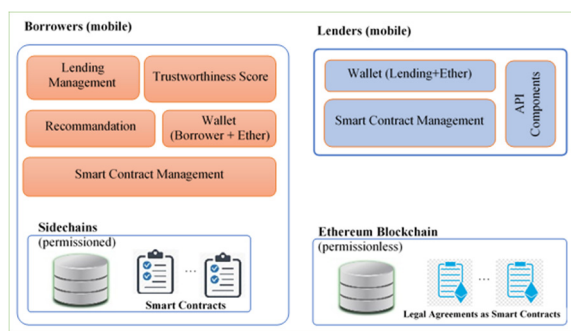 Borrowers (mobile)
Lending
Management
Trustworthiness Score
Recommandation
Wallet
(Borrower + Ether)
Smart Contract Management
Sidechains
(permissioned)
...
Smart Contracts
Lenders (mobile)
Wallet (Lending+Ether)
Smart Contract Management
API
Components
Ethereum Blockchain
(permissionless)
...
Legal Agreements as Smart Contracts